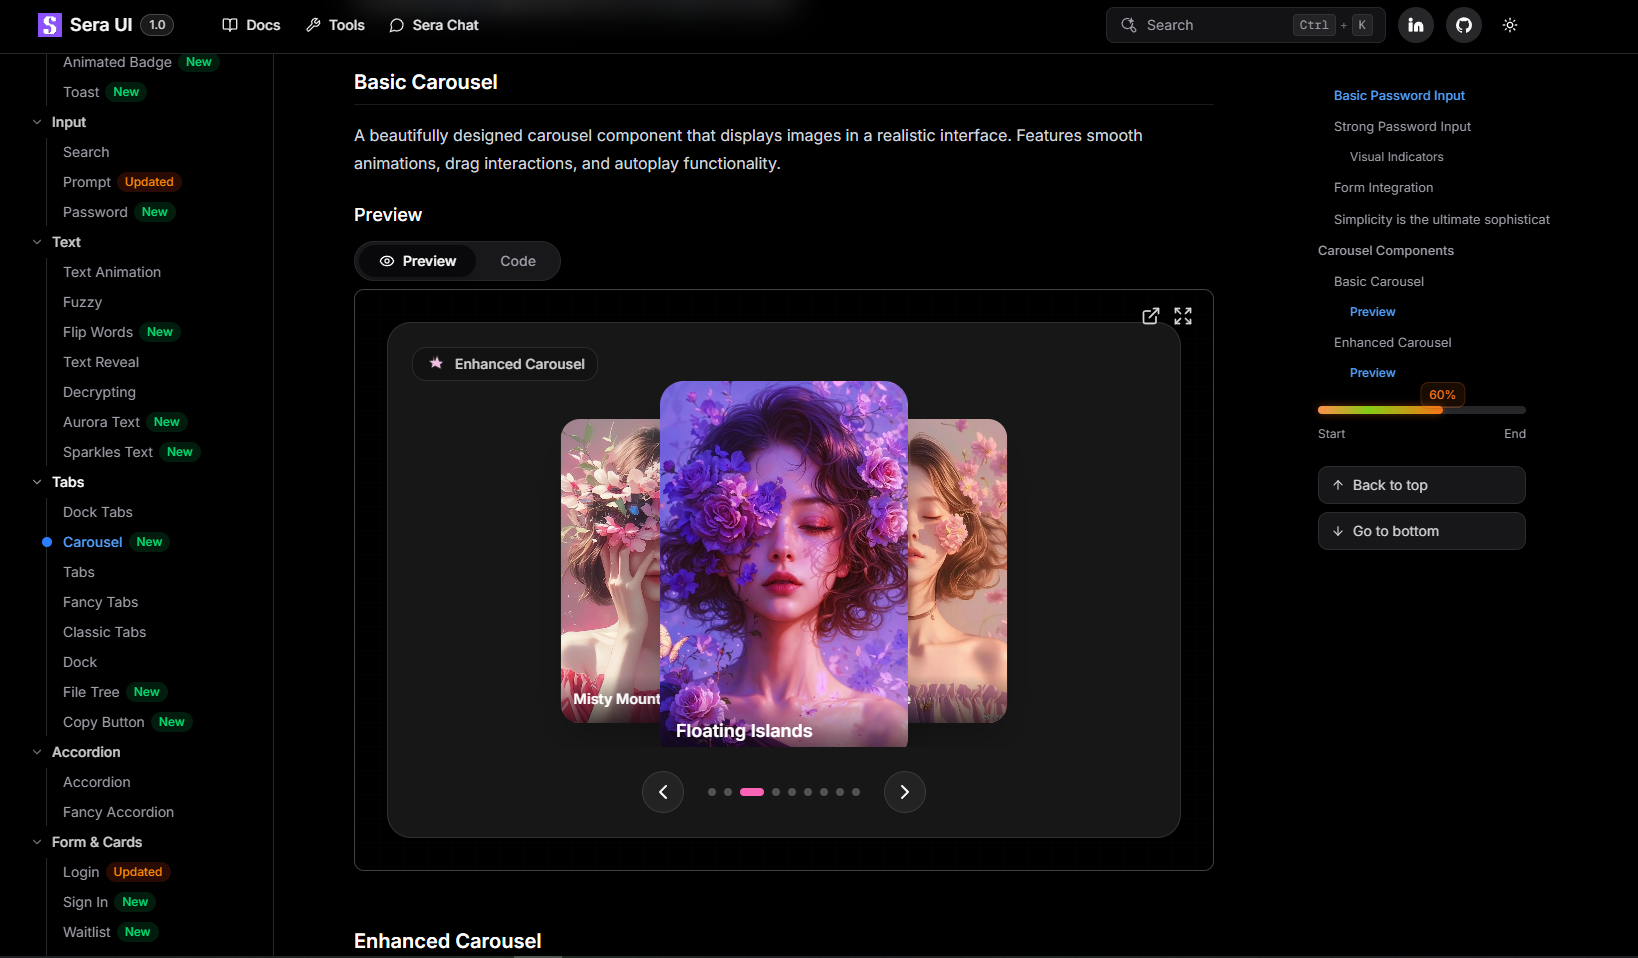 Sera UI 1.0
Docs
Tools
Sera Chat
Search
Ctrl + K
Animated Badge New
Toast New
Input
Search
Prompt Updated
Password New
Text
Text Animation
Fuzzy
Flip Words New
Text Reveal
Decrypting
Aurora Text New
Sparkles Text New
Tabs
Dock Tabs
Carousel New
Tabs
Fancy Tabs
Classic Tabs
Dock
File Tree New
Copy Button New
Accordion
Accordion
Fancy Accordion
Form & Cards
Login Updated
Sign In New
Waitlist New
Basic Carousel
A beautifully designed carousel component that displays images in a realistic interface. Features smooth
animations, drag interactions, and autoplay functionality.
Preview
Preview
Code
Enhanced Carousel
Misty Mount
Floating Islands
Enhanced Carousel
Basic Password Input
Strong Password Input
Visual Indicators
Form Integration
Simplicity is the ultimate sophisticat
Carousel Components
Basic Carousel
Preview
Enhanced Carousel
Preview
60%
Start
End
Back to top
Go to bottom